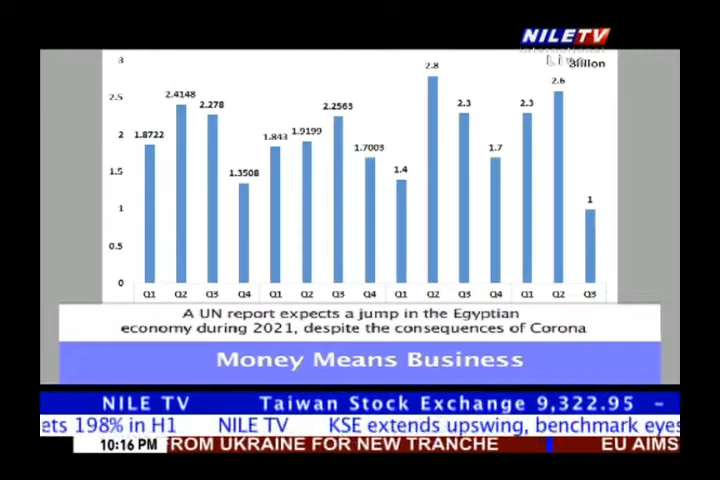 NILETV
International
Live
Billion
3
2.5
2
1.5
1
0.5
0
1.8722
2.4148
2.278
1.3508
1.843
1.9199
2.2563
1.7003
1.4
2.8
2.3
1.7
2.3
2.6
1
Q1 Q2 Q3 Q4 Q1 Q2 Q3 Q4 Q1 Q2 Q3 Q4 Q1 Q2 Q3
A UN report expects a jump in the Egyptian
economy during 2021, despite the consequences of Corona
Money Means Business
NILE TV Taiwan Stock Exchange 9,322.95 –
ets 198% in H1 NILE TV KSE extends upswing, benchmark eyes
10:16 PM FROM UKRAINE FOR NEW TRANCHE EU AIMS